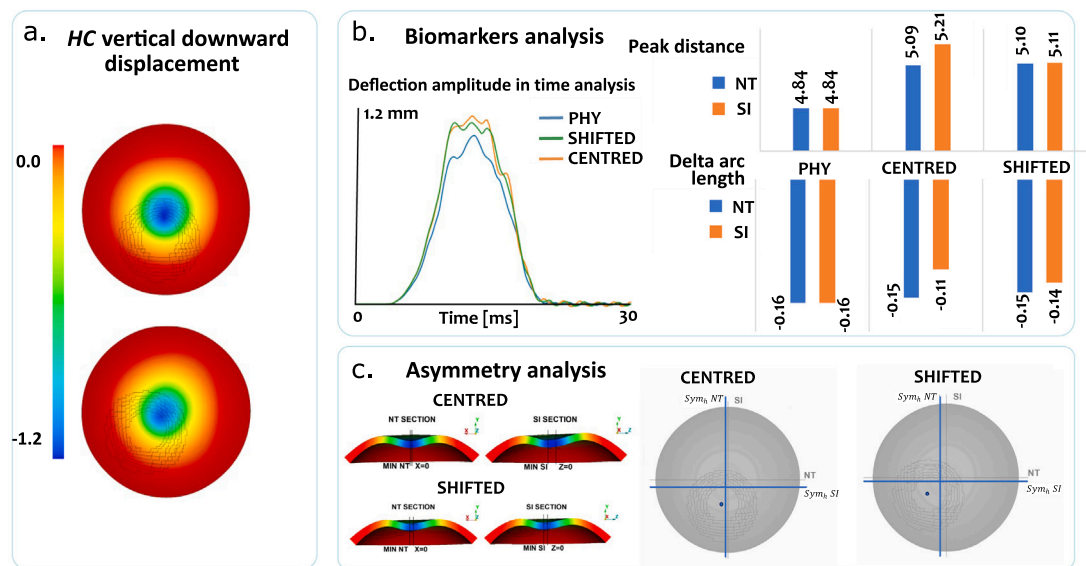 a.
HC vertical downward
displacement
0.0
-1.2
b. Biomarkers analysis
Deflection amplitude in time analysis
1.2 mm
PHY
SHIFTED
CENTRED
0
Time [ms]
30
Peak distance
NT
SI
4.84
4.84
5.09
5.21
5.10
5.11
PHY
CENTRED
SHIFTED
Delta arc
length
NT
SI
-0.16
-0.16
-0.15
-0.11
-0.15
-0.14
c. Asymmetry analysis
CENTRED
NT SECTION
SI SECTION
Y
X
Z
Y
X
Z
MIN NT X=0
MIN SI Z=0
SHIFTED
NT SECTION
SI SECTION
Y
X
Z
Y
X
Z
MIN NT X=0
MIN SI Z=0
CENTRED
Symₕ NT
SI
NT
Symₕ SI
SHIFTED
Symₕ NT
SI
NT
Symₕ SI